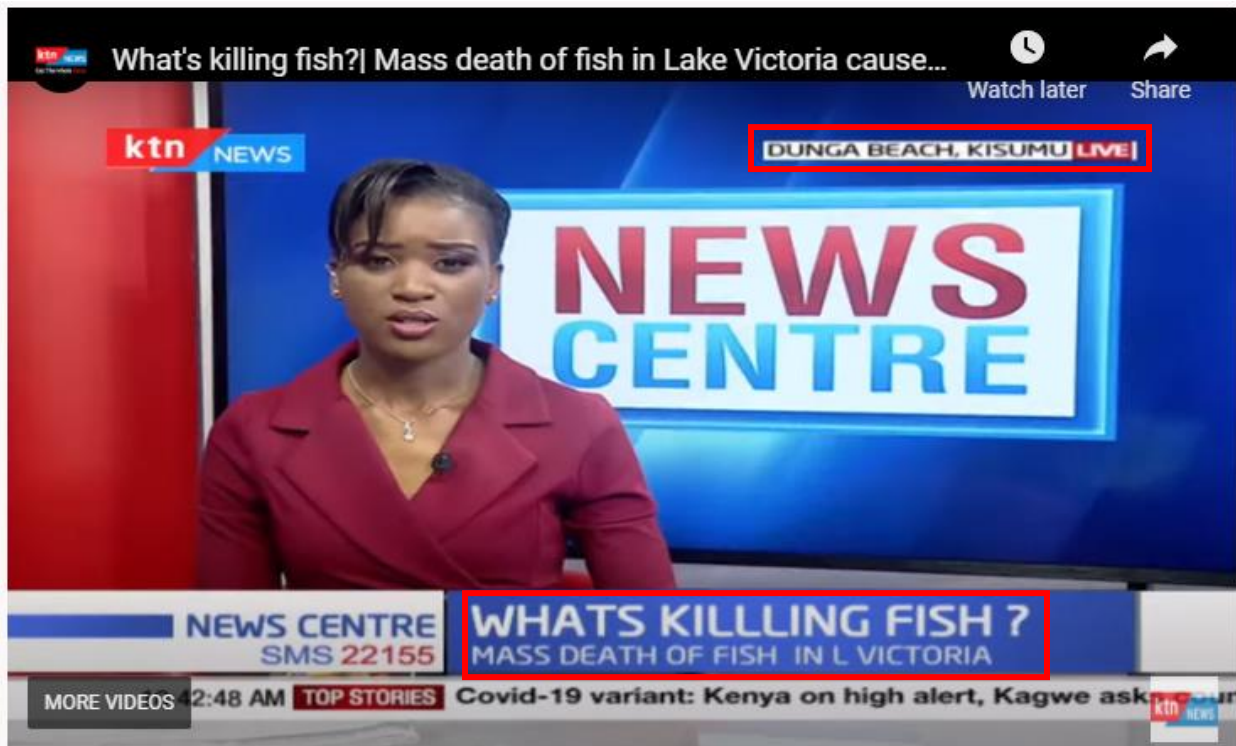 What's killing fish?| Mass death of fish in Lake Victoria cause...
Watch later
Share
ktn NEWS
DUNGA BEACH, KISUMU LIVE
NEWS
CENTRE
NEWS CENTRE
SMS 22155
WHATS KILLLING FISH ?
MASS DEATH OF FISH IN L VICTORIA
MORE VIDEOS
2:48 AM TOP STORIES Covid-19 variant: Kenya on high alert, Kagwe asks
ktn NEWS